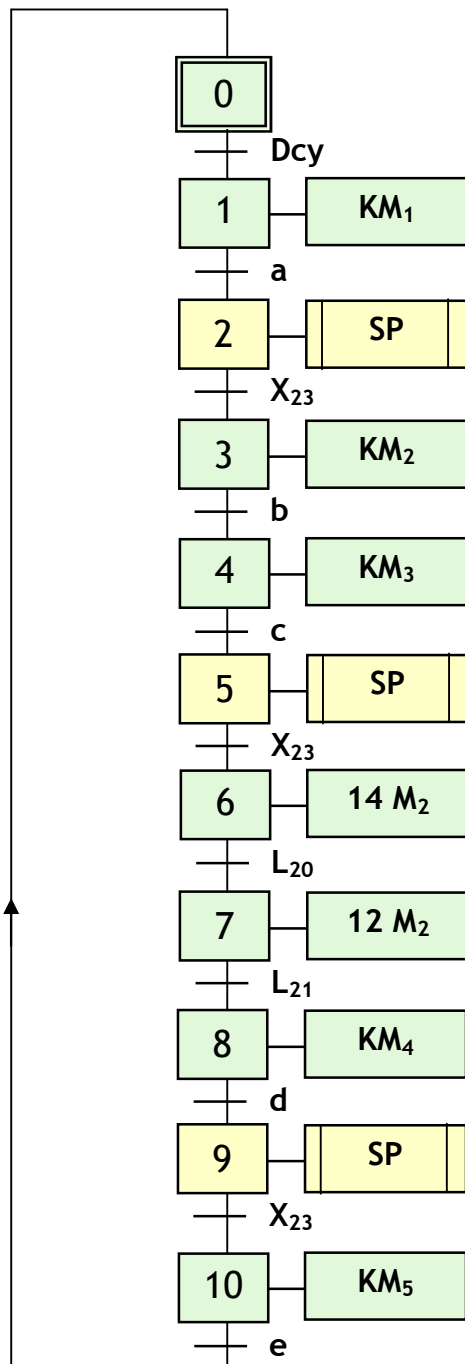 0
Dcy
1 KM₁
a
2 SP
X₂₃
3 KM₂
b
4 KM₃
c
5 SP
X₂₃
6 14 M₂
L₂₀
7 12 M₂
L₂₁
8 KM₄
d
9 SP
X₂₃
10 KM₅
e